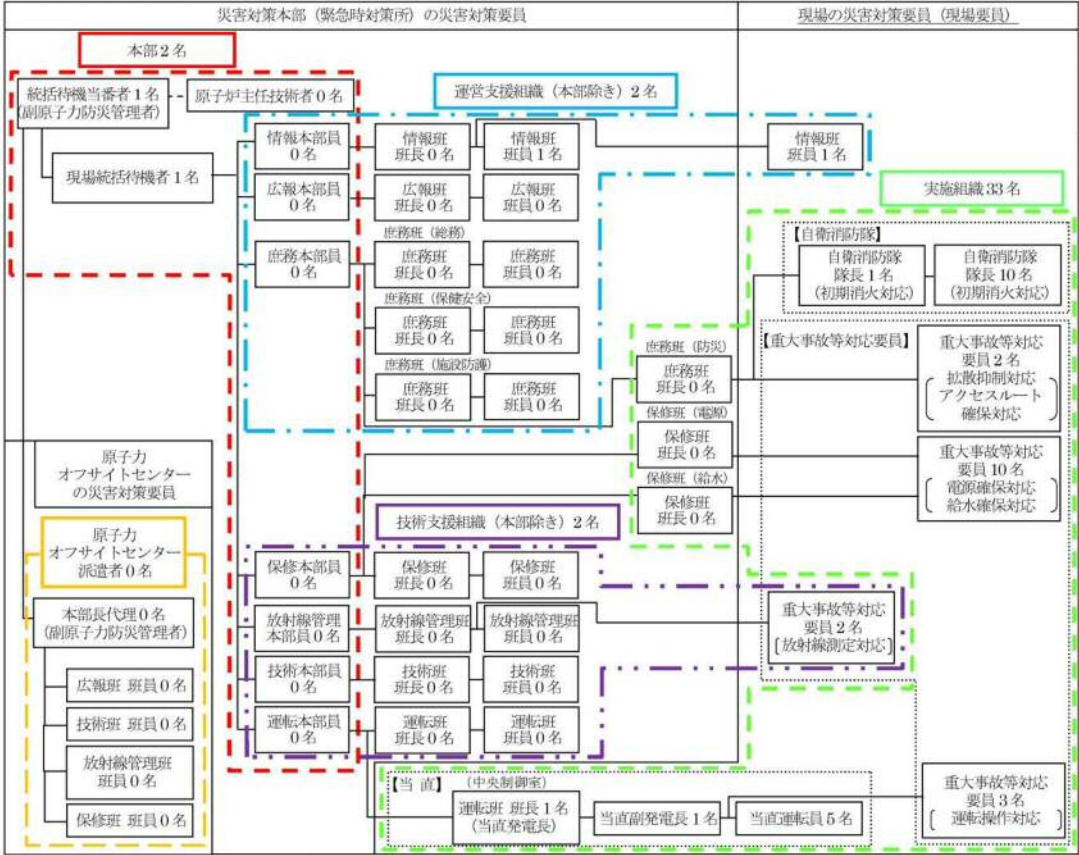 災害対策本部（緊急時対策所）の災害対策要員
現場の災害対策要員（現場要員）
本部2名
統括待機当番者1名
(副原子力防災管理者)
原子炉主任技術者0名
現場統括待機者1名
運営支援組織（本部除き）2名
情報本部員
0名
情報班
班長0名
情報班
班員1名
情報班
班員1名
広報本部員
0名
広報班
班長0名
広報班
班員0名
実施組織33名
庶務本部員
0名
庶務班（総務）
庶務班
班長0名
庶務班
班員0名
庶務班（保健安全）
庶務班
班長0名
庶務班
班員0名
庶務班（施設防護）
庶務班
班長0名
庶務班
班員0名
【自衛消防隊】
自衛消防隊
隊長1名
(初期消火対応)
自衛消防隊
隊長10名
(初期消火対応)
【重大事故等対応要員】
庶務班（防災）
庶務班
班長0名
重大事故等対応
要員2名
拡散抑制対応
アクセスルート
確保対応
保修班（電源）
保修班
班長0名
保修班（給水）
保修班
班長0名
重大事故等対応
要員10名
電源確保対応
給水確保対応
原子力
オフサイトセンター
の災害対策要員
原子力
オフサイトセンター
派遣者0名
本部長代理0名
(副原子力防災管理者)
広報班 班員0名
技術班 班員0名
放射線管理班
班員0名
保修班 班員0名
技術支援組織（本部除き）2名
保修本部員
0名
保修班
班長0名
保修班
班員0名
放射線管理
本部員0名
放射線管理班
班長0名
放射線管理班
班員0名
重大事故等対応
要員2名
［放射線測定対応］
技術本部員
0名
技術班
班長0名
技術班
班員0名
運転本部員
0名
運転班
班長0名
運転班
班員0名
【当 直】
（中央制御室）
運転班 班長1名
(当直発電長)
当直副発電長1名
当直運転員5名
重大事故等対応
要員3名
［運転操作対応］